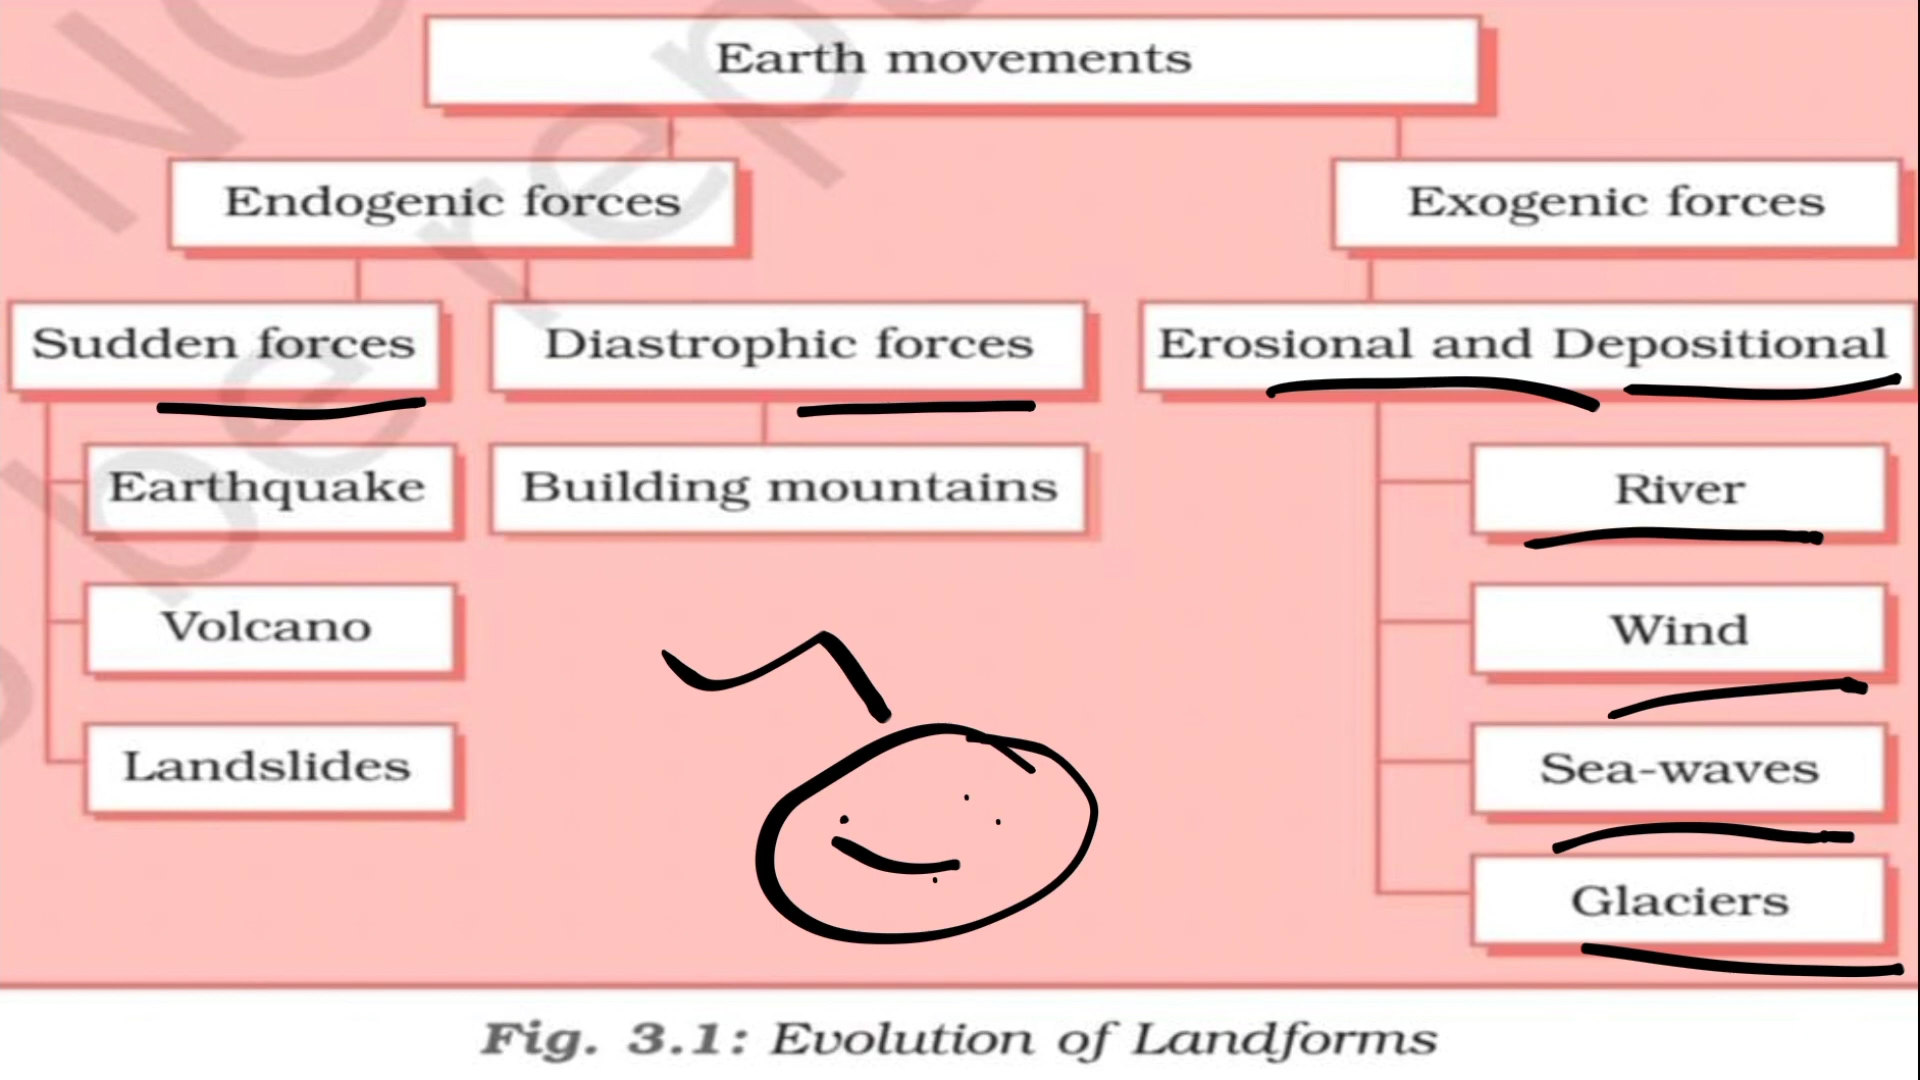 Earth movements
Endogenic forces
Exogenic forces
Sudden forces
Diastrophic forces
Erosional and Depositional
Earthquake
Building mountains
River
Volcano
Wind
Landslides
Sea-waves
Glaciers
Fig. 3.1: Evolution of Landforms